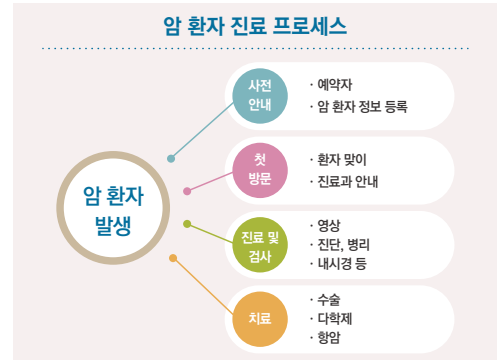 암 환자 진료 프로세스
암 환자
발생
사전
안내
· 예약자
· 암 환자 정보 등록
첫
방문
· 환자 맞이
· 진료과 안내
진료 및
검사
· 영상
· 진단, 병리
· 내시경 등
치료
· 수술
· 다학제
· 항암